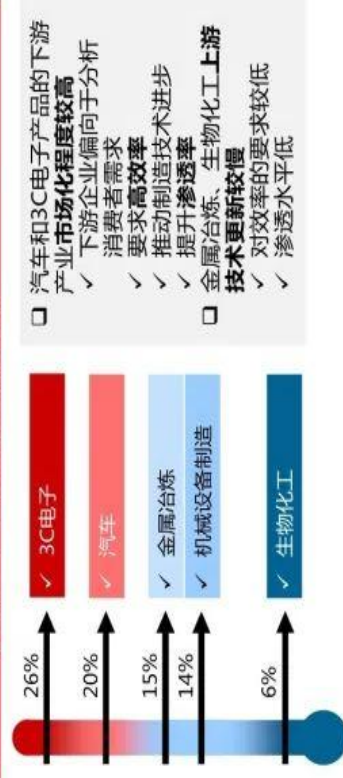 26%
✓ 3C电子
20%
✓ 汽车
15%
✓ 金属冶炼
14%
✓ 机械设备制造
6%
✓ 生物化工
❑ 汽车和3C电子产品的下游
产业市场化程度较高
✓ 下游企业偏向于分析
消费者需求
✓ 要求高效率
✓ 推动制造技术进步
✓ 提升渗透率
❑ 金属冶炼、生物化工上游
技术更新较慢
✓ 对效率的要求较低
✓ 渗透水平低